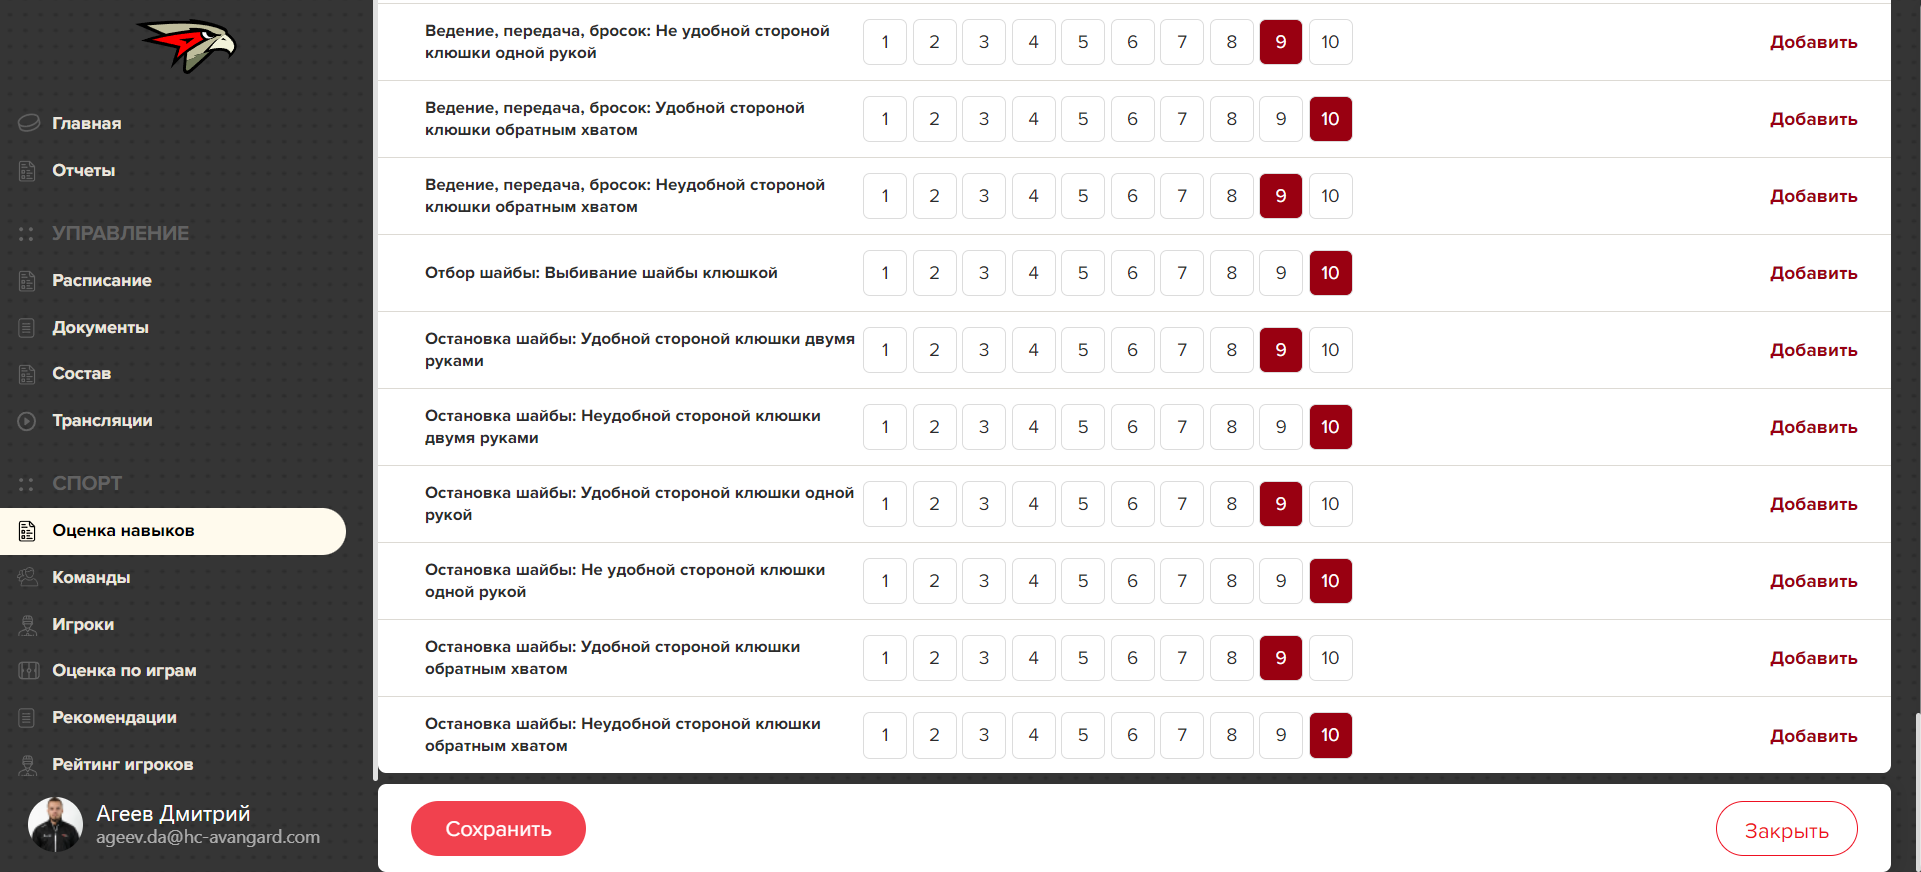 Главная
Отчеты
УПРАВЛЕНИЕ
Расписание
Документы
Состав
Трансляции
СПОРТ
Оценка навыков
Команды
Игроки
Оценка по играм
Рекомендации
Рейтинг игроков
Агеев Дмитрий
ageev.da@hc-avangard.com
Ведение, передача, бросок: Не удобной стороной
клюшки одной рукой
1 2 3 4 5 6 7 8 9 10 Добавить
Ведение, передача, бросок: Удобной стороной
клюшки обратным хватом
1 2 3 4 5 6 7 8 9 10 Добавить
Ведение, передача, бросок: Неудобной стороной
клюшки обратным хватом
1 2 3 4 5 6 7 8 9 10 Добавить
Отбор шайбы: Выбивание шайбы клюшкой
1 2 3 4 5 6 7 8 9 10 Добавить
Остановка шайбы: Удобной стороной клюшки двумя
руками
1 2 3 4 5 6 7 8 9 10 Добавить
Остановка шайбы: Неудобной стороной клюшки
двумя руками
1 2 3 4 5 6 7 8 9 10 Добавить
Остановка шайбы: Удобной стороной клюшки одной
рукой
1 2 3 4 5 6 7 8 9 10 Добавить
Остановка шайбы: Не удобной стороной клюшки
одной рукой
1 2 3 4 5 6 7 8 9 10 Добавить
Остановка шайбы: Удобной стороной клюшки
обратным хватом
1 2 3 4 5 6 7 8 9 10 Добавить
Остановка шайбы: Неудобной стороной клюшки
обратным хватом
1 2 3 4 5 6 7 8 9 10 Добавить
Сохранить
Закрыть